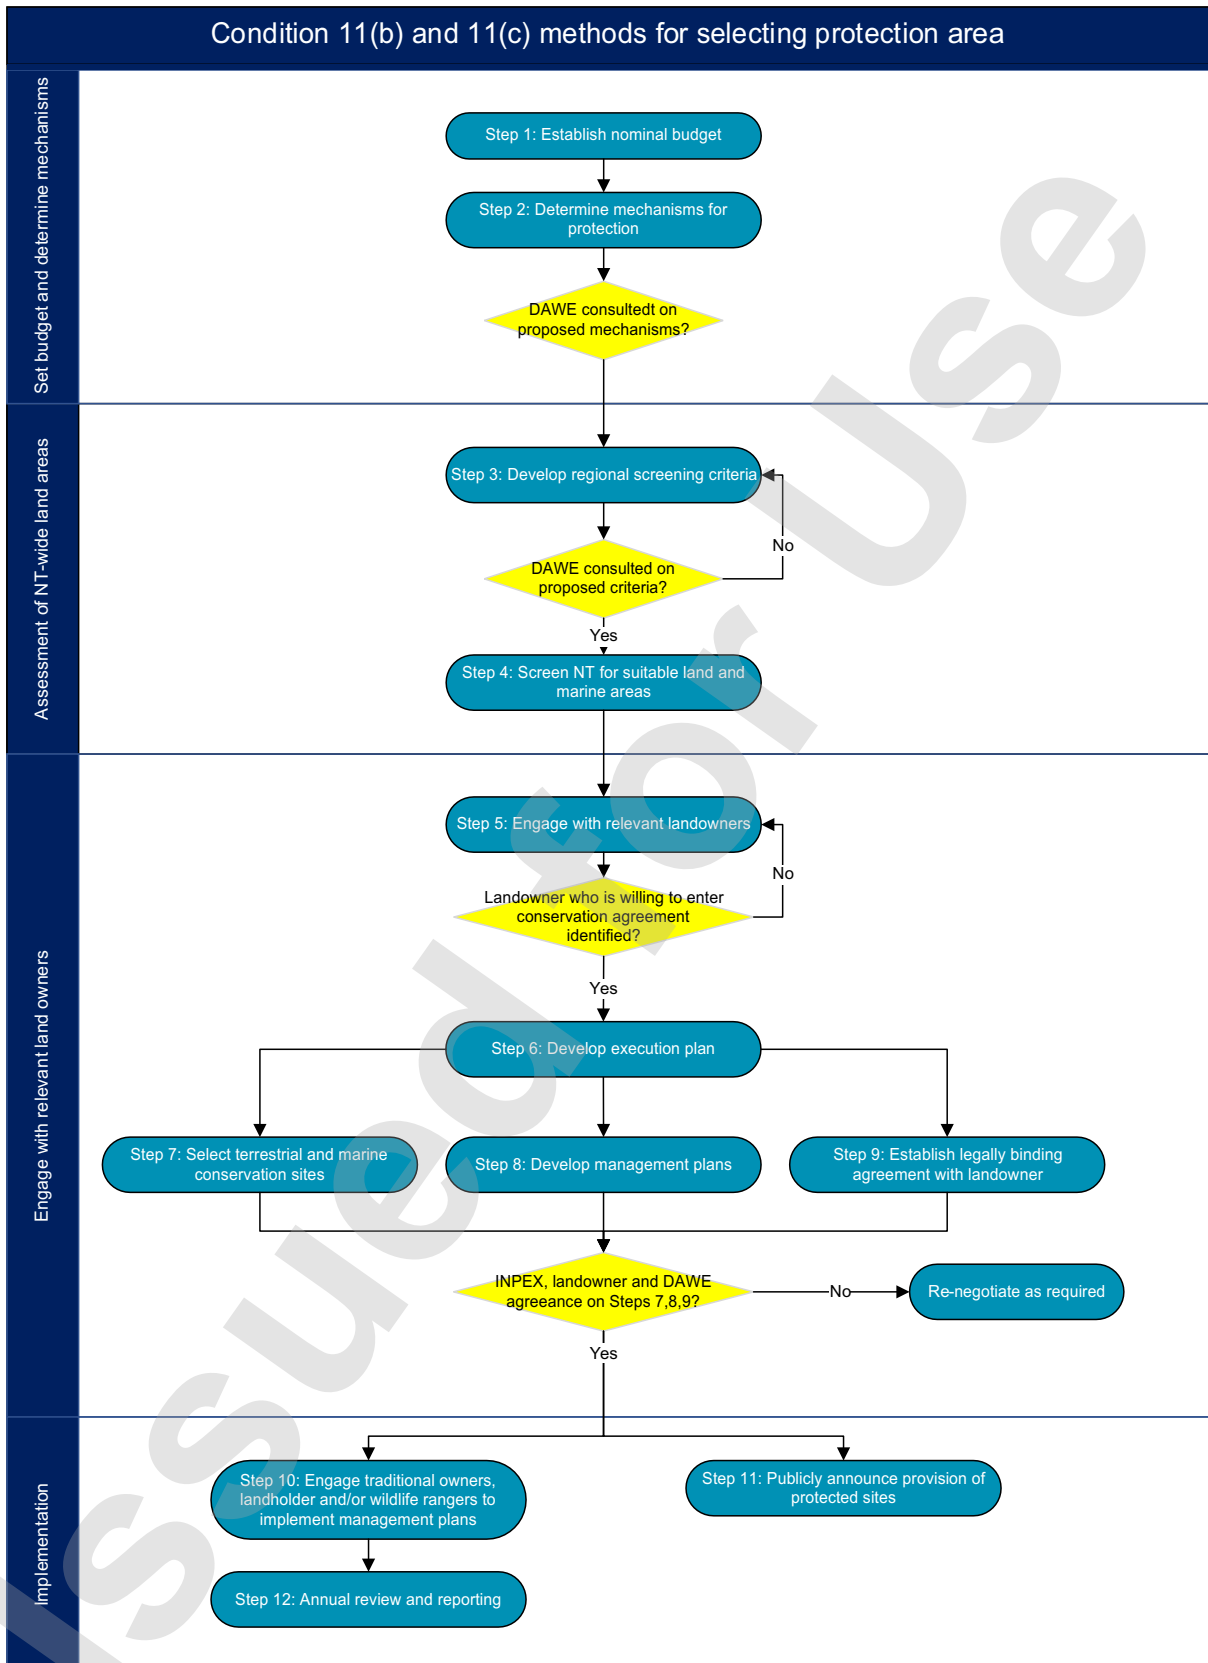 Condition 11(b) and 11(c) methods for selecting protection area
Set budget and determine mechanisms
Step 1: Establish nominal budget
Step 2: Determine mechanisms for
protection
DAWE consultedt on
proposed mechanisms?
Assessment of NT-wide land areas
Step 3: Develop regional screening criteria
No
DAWE consulted on
proposed criteria?
Yes
Step 4: Screen NT for suitable land and
marine areas
Engage with relevant land owners
Step 5: Engage with relevant landowners
No
Landowner who is willing to enter
conservation agreement
identified?
Yes
Step 6: Develop execution plan
Step 7: Select terrestrial and marine
conservation sites
Step 8: Develop management plans
Step 9: Establish legally binding
agreement with landowner
INPEX, landowner and DAWE
agreeance on Steps 7,8,9?
No
Re-negotiate as required
Yes
Implementation
Step 10: Engage traditional owners,
landholder and/or wildlife rangers to
implement management plans
Step 11: Publicly announce provision of
protected sites
Step 12: Annual review and reporting
Issued for Use